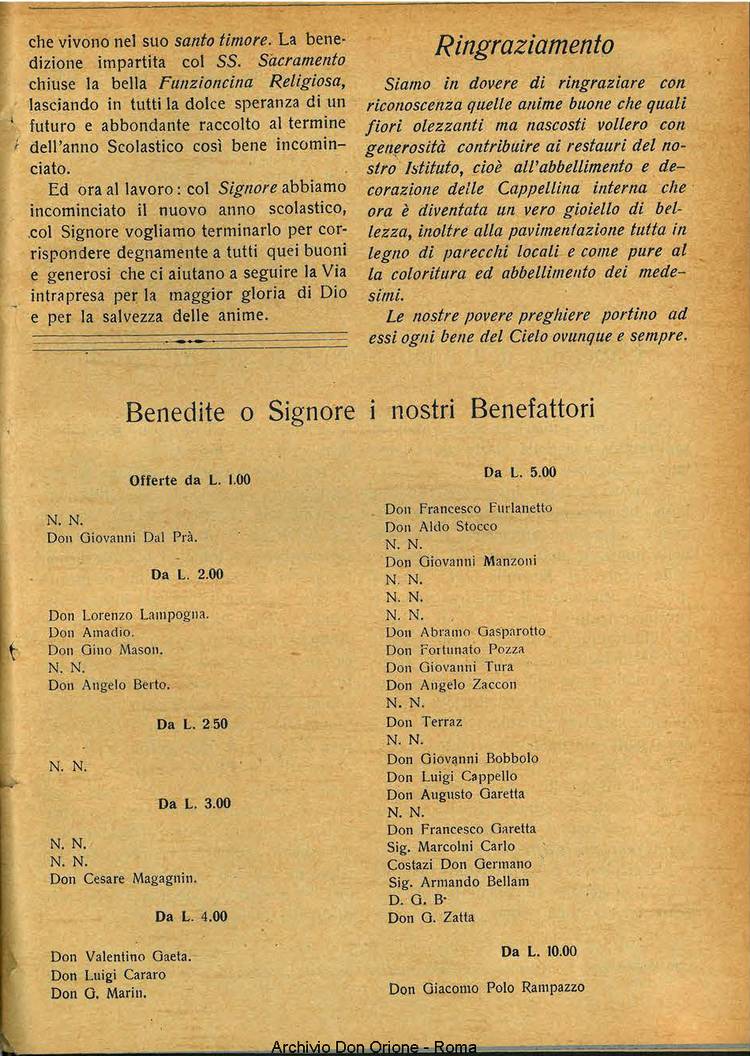 che vivono nel suo santo timore. La bene-
dizione impartita col SS. Sacramento
chiuse la bella Funzioncina Religiosa,
lasciando in tutti la dolce speranza di un
futuro e abbondante raccolto al termine
dell'anno Scolastico così bene incomin-
ciato.
Ed ora al lavoro: col Signore abbiamo
incominciato il nuovo anno scolastico,
col Signore vogliamo terminarlo per cor-
rispondere degnamente a tutti quei buoni
e generosi che ci aiutano a seguire la Via
intrapresa per la maggior gloria di Dio
e per la salvezza delle anime.
Ringraziamento
Siamo in dovere di ringraziare con
riconoscenza quelle anime buone che quali
fiori olezzanti ma nascosti vollero con
generosità contribuire ai restauri del no-
stro Istituto, cioè all'abbellimento e de-
corazione delle Cappellina interna che
ora è diventata un vero gioiello di bel-
lezza, inoltre alla pavimentazione tutta in
legno di parecchi locali e come pure al
la coloritura ed abbellimento dei mede-
simi.
Le nostre povere preghiere portino ad
essi ogni bene del Cielo ovunque e sempre.
Benedite o Signore i nostri Benefattori
Offerte da L. 1.00
N. N.
Don Giovanni Dal Prà.
Da L. 2.00
Don Lorenzo Lampogna.
Don Amadio.
Don Gino Mason.
N. N.
Don Angelo Berto.
Da L. 2 50
N. N.
Da L. 3.00
N. N.
N. N.
Don Cesare Magagnin.
Da L. 4.00
Don Valentino Gaeta.
Don Luigi Cararo
Don G. Marin.
Da L. 5.00
Don Francesco Furlanetto
Don Aldo Stocco
N. N.
Don Giovanni Manzoni
N. N.
N. N.
N. N.
Don Abramo Gasparotto
Don Fortunato Pozza
Don Giovanni Tura
Don Angelo Zaccon
N. N.
Don Terraz
N. N.
Don Giovanni Bobbolo
Don Luigi Cappello
Don Augusto Garetta
N. N.
Don Francesco Garetta
Sig. Marcolni Carlo
Costazi Don Germano
Sig. Armando Bellam
D. G. B·
Don G. Zatta
Da L. 10.00
Don Giacomo Polo Rampazzo
Archivio Don Orione - Roma